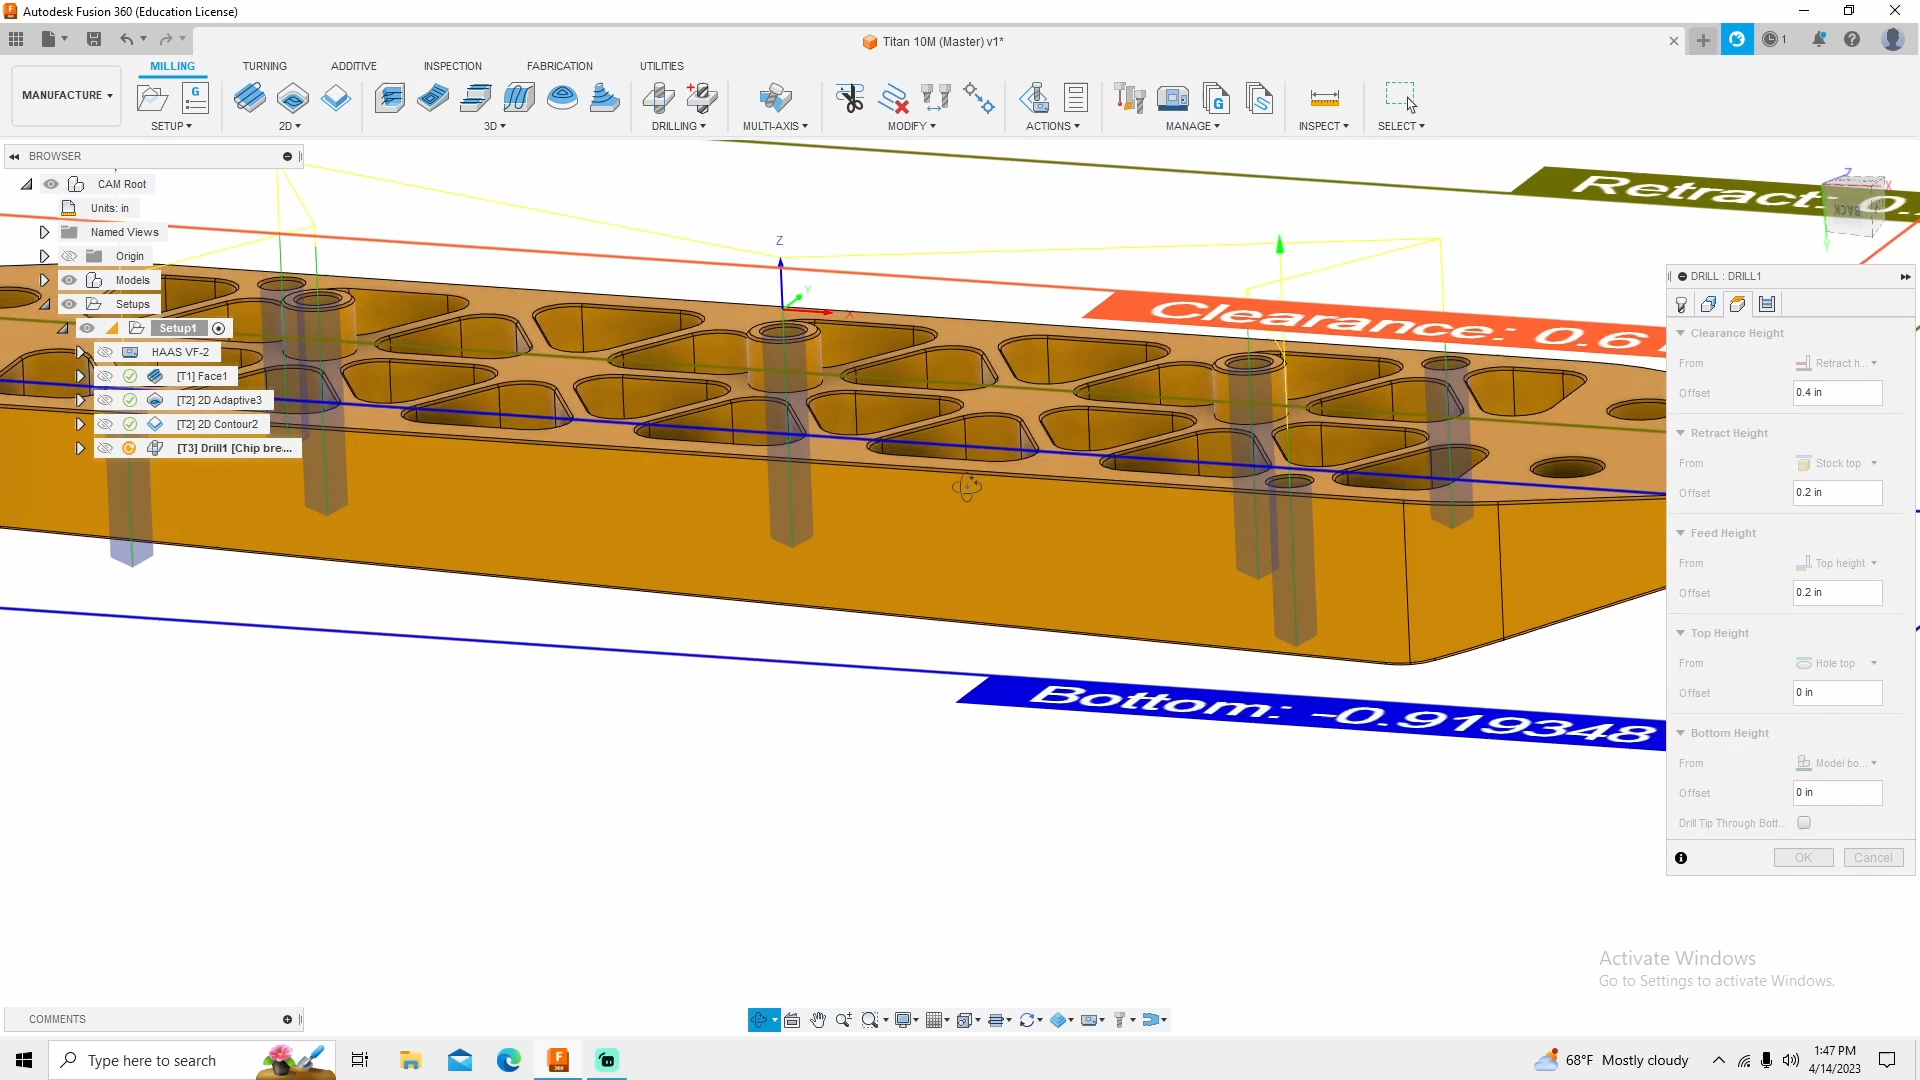 Autodesk Fusion 360 (Education License)
Titan 10M (Master) v1*
1
MILLING
TURNING
ADDITIVE
INSPECTION
FABRICATION
UTILITIES
MANUFACTURE
SETUP
2D
3D
DRILLING
MULTI-AXIS
MODIFY
ACTIONS
MANAGE
INSPECT
SELECT
BROWSER
CAM Root
Units: in
Named Views
Origin
Models
Setups
Setup1
HAAS VF-2
[T1] Face1
[T2] 2D Adaptive3
[T2] 2D Contour2
[T3] Drill1 [Chip bre...
Z
Y
X
Retract: 0.
Clearance: 0.6
Bottom: -0.919348
Z
X
BACK
Y
DRILL : DRILL1
Clearance Height
From Retract h...
Offset 0.4 in
Retract Height
From Stock top
Offset 0.2 in
Feed Height
From Top height
Offset 0.2 in
Top Height
From Hole top
Offset 0 in
Bottom Height
From Model bo...
Offset 0 in
Drill Tip Through Bott...
OK Cancel
Activate Windows
Go to Settings to activate Windows.
COMMENTS
Type here to search
68°F Mostly cloudy
1:47 PM
4/14/2023